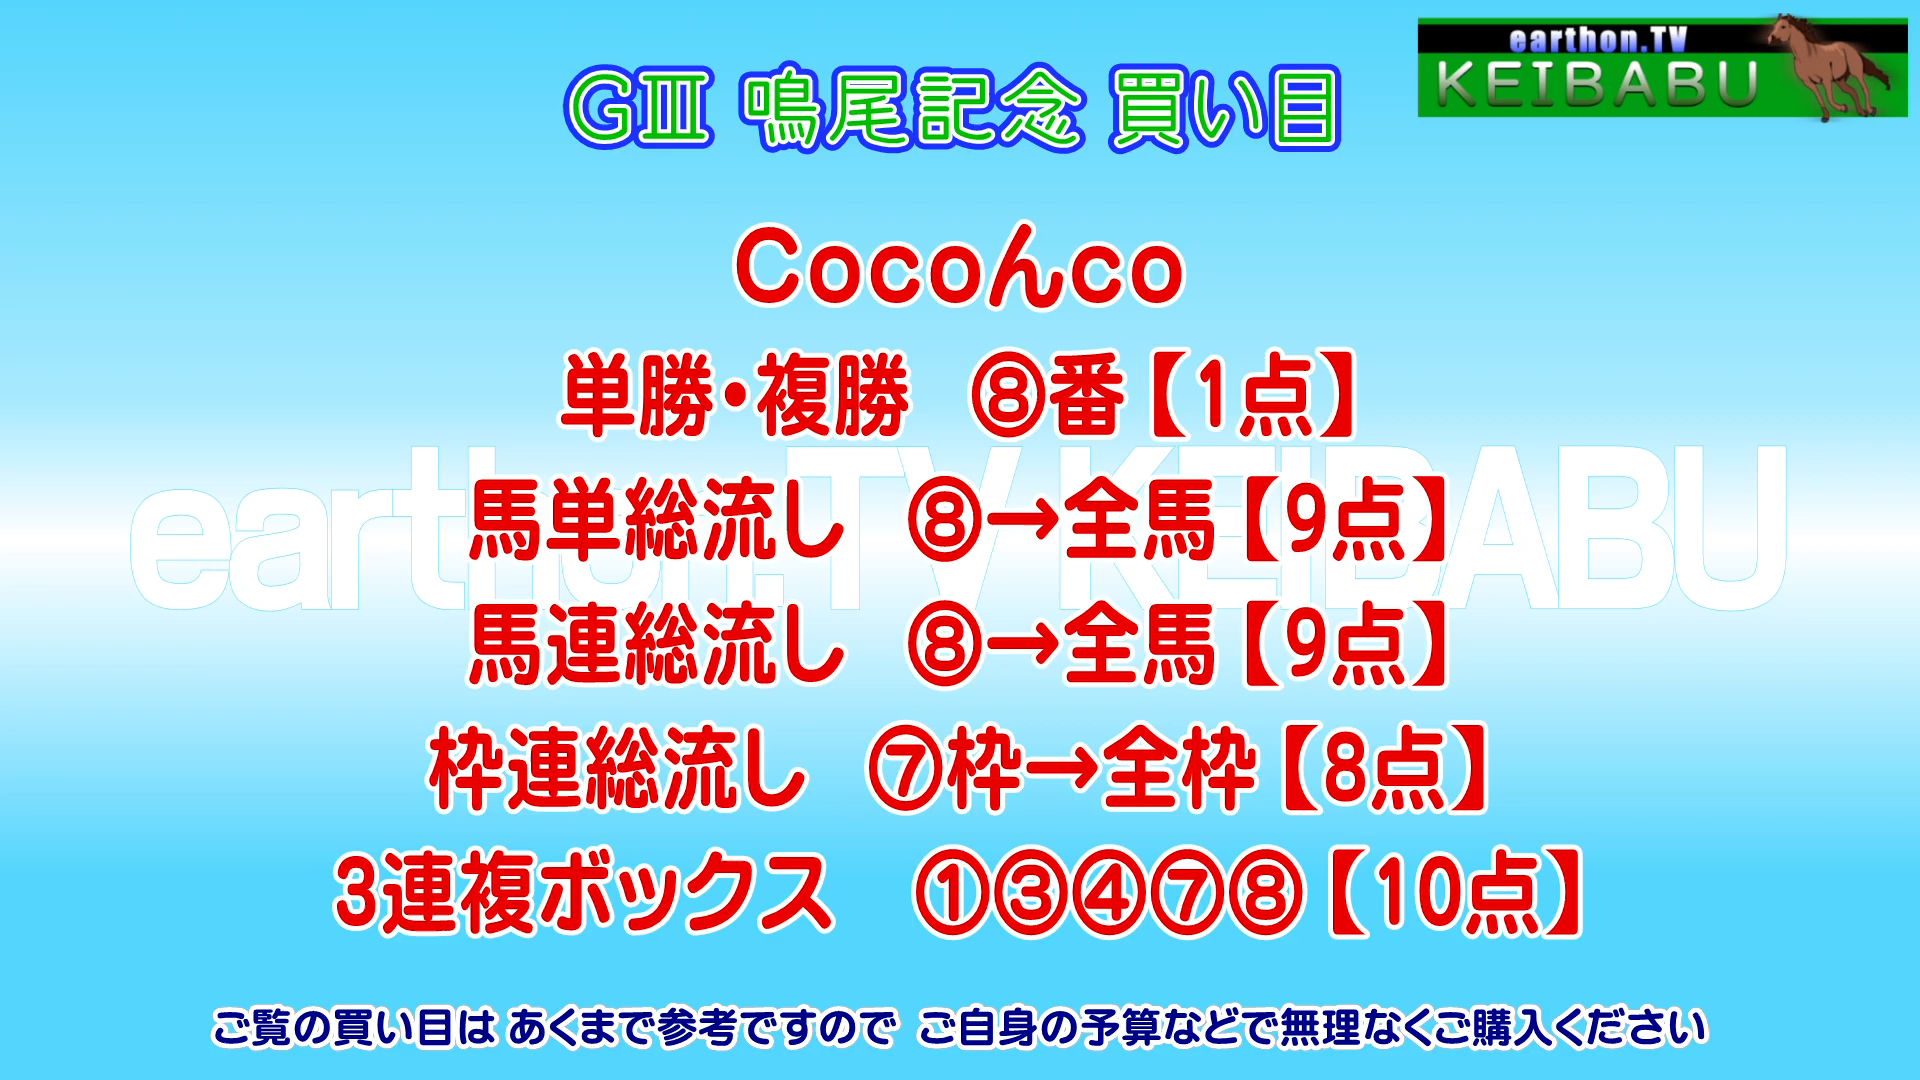 earthon.TV
KEIBABU
GⅢ 鳴尾記念 買い目
Cocoんco
単勝・複勝 ⑧番【1点】
馬単総流し ⑧→全馬【9点】
earthon.TV KEIBABU
馬連総流し ⑧→全馬【9点】
枠連総流し ⑦枠→全枠【8点】
3連複ボックス ①③④⑦⑧【10点】
ご覧の買い目は あくまで参考ですので ご自身の予算などで無理なくご購入ください